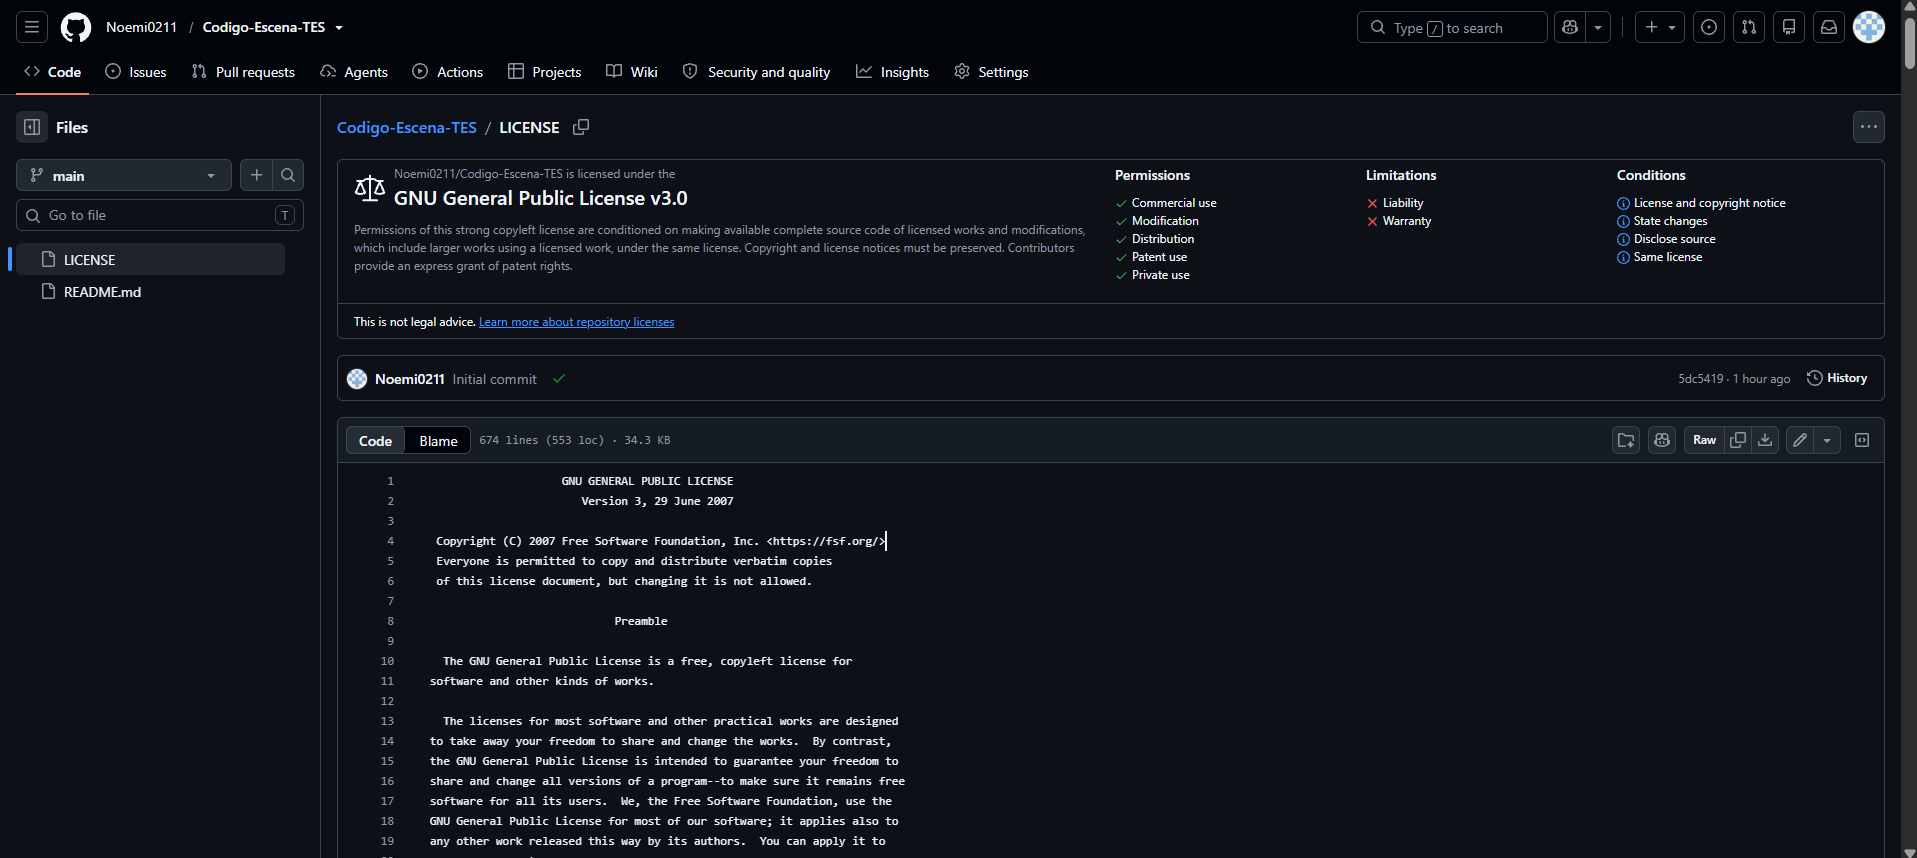 Noemi0211 / Codigo-Escena-TES
Type / to search
Code Issues Pull requests Agents Actions Projects Wiki Security and quality Insights Settings
Files
main
Go to file T
LICENSE
README.md
Codigo-Escena-TES / LICENSE
Noemi0211/Codigo-Escena-TES is licensed under the
GNU General Public License v3.0
Permissions of this strong copyleft license are conditioned on making available complete source code of licensed works and modifications,
which include larger works using a licensed work, under the same license. Copyright and license notices must be preserved. Contributors
provide an express grant of patent rights.
Permissions
Commercial use
Modification
Distribution
Patent use
Private use
Limitations
Liability
Warranty
Conditions
License and copyright notice
State changes
Disclose source
Same license
This is not legal advice. Learn more about repository licenses
Noemi0211 Initial commit
5dc5419 · 1 hour ago History
Code Blame 674 lines (553 loc) · 34.3 KB
Raw
1 GNU GENERAL PUBLIC LICENSE
2 Version 3, 29 June 2007
3
4 Copyright (C) 2007 Free Software Foundation, Inc. <https://fsf.org/>
5 Everyone is permitted to copy and distribute verbatim copies
6 of this license document, but changing it is not allowed.
7
8 Preamble
9
10 The GNU General Public License is a free, copyleft license for
11 software and other kinds of works.
12
13 The licenses for most software and other practical works are designed
14 to take away your freedom to share and change the works. By contrast,
15 the GNU General Public License is intended to guarantee your freedom to
16 share and change all versions of a program--to make sure it remains free
17 software for all its users. We, the Free Software Foundation, use the
18 GNU General Public License for most of our software; it applies also to
19 any other work released this way by its authors. You can apply it to